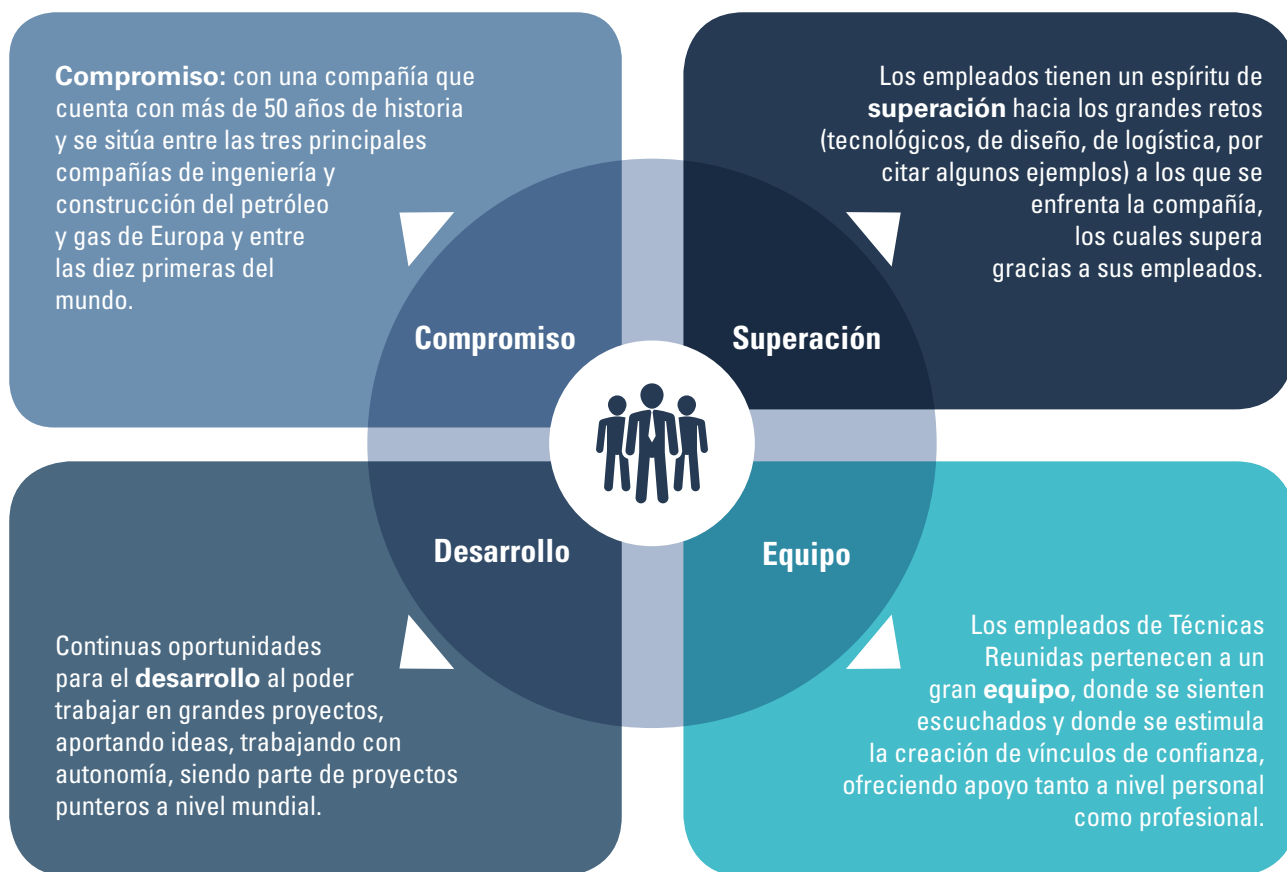 Compromiso: con una compañía que
cuenta con más de 50 años de historia
y se sitúa entre las tres principales
compañías de ingeniería y
construcción del petróleo
y gas de Europa y entre
las diez primeras del
mundo.
Compromiso
Los empleados tienen un espíritu de
superación hacia los grandes retos
(tecnológicos, de diseño, de logística, por
citar algunos ejemplos) a los que se
enfrenta la compañía,
los cuales supera
gracias a sus empleados.
Superación
Desarrollo
Continuas oportunidades
para el desarrollo al poder
trabajar en grandes proyectos,
aportando ideas, trabajando con
autonomía, siendo parte de proyectos
punteros a nivel mundial.
Equipo
Los empleados de Técnicas
Reunidas pertenecen a un
gran equipo, donde se sienten
escuchados y donde se estimula
la creación de vínculos de confianza,
ofreciendo apoyo tanto a nivel personal
como profesional.